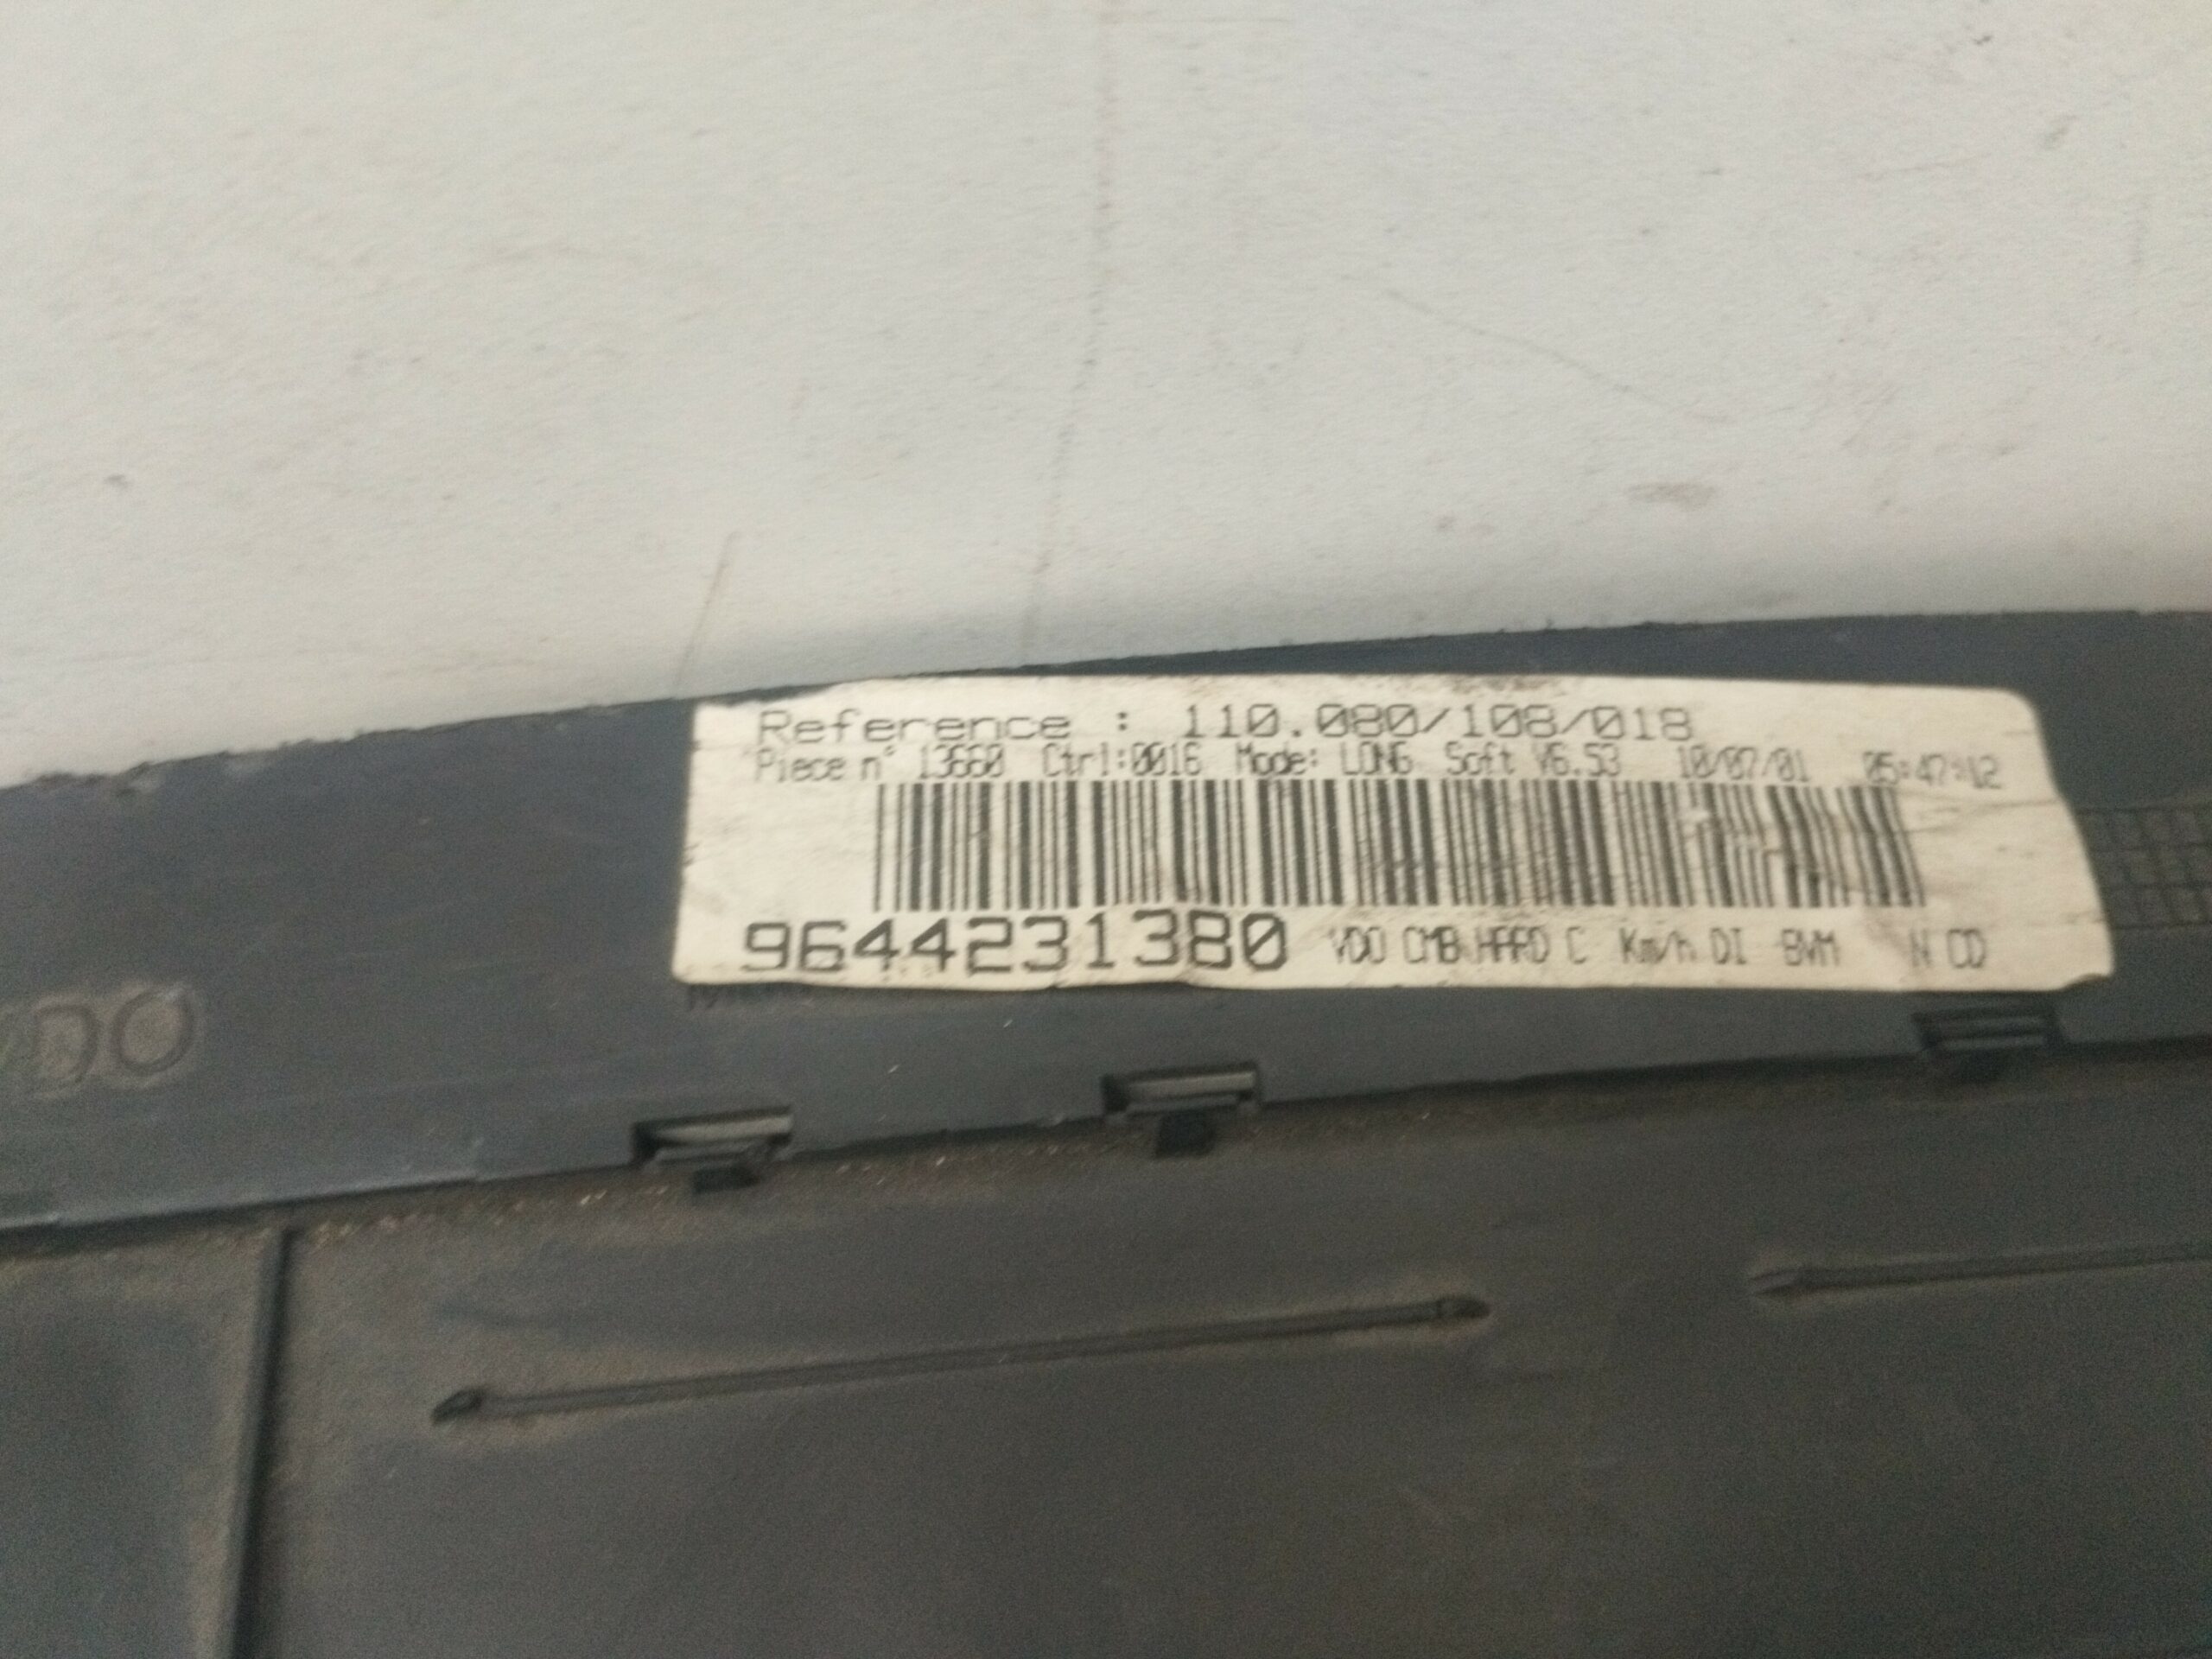 Reference : 110.080/108/018
Piece n° 13660 Ctrl:0016 Mode: LONG Soft V6.53 10/07/01 05:47:12
9644231380 VDO CMB HARD C Km/h DI BVM N CD
DO